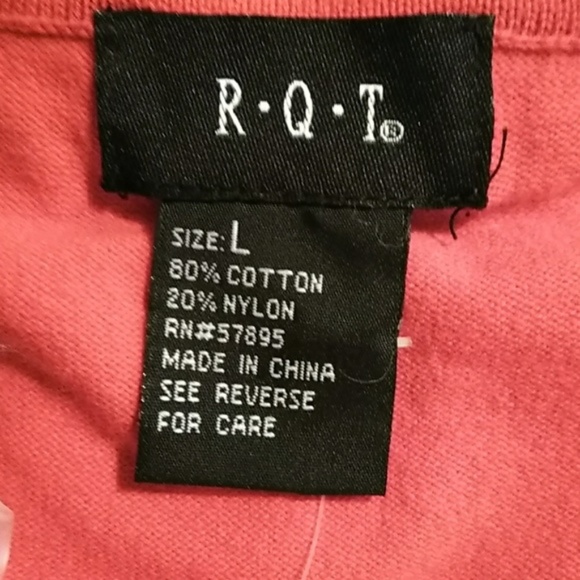 R·Q·T®
SIZE: L
80% COTTON
20% NYLON
RN#57895
MADE IN CHINA
SEE REVERSE
FOR CARE